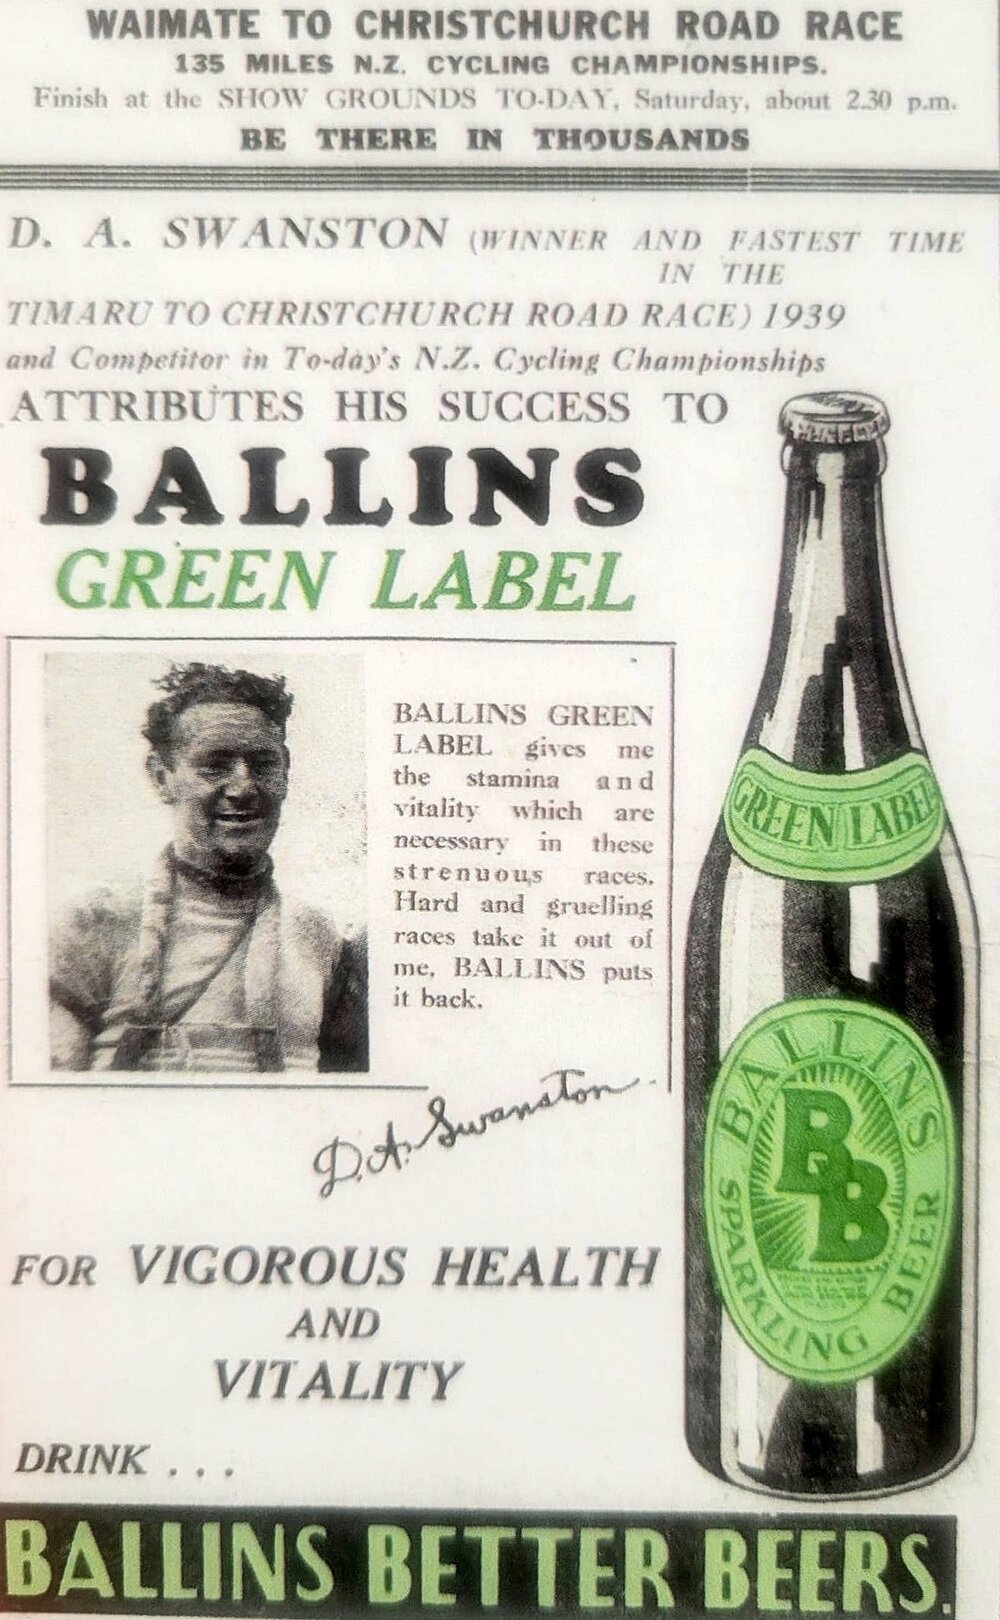 WAIMATE TO CHRISTCHURCH ROAD RACE
135 MILES N.Z. CYCLING CHAMPIONSHIPS.
Finish at the SHOW GROUNDS TO-DAY, Saturday, about 2.30 p.m.
BE THERE IN THOUSANDS
D. A. SWANSTON (WINNER AND FASTEST TIME
IN THE
TIMARU TO CHRISTCHURCH ROAD RACE) 1939
and Competitor in To-day's N.Z. Cycling Championships
ATTRIBUTES HIS SUCCESS TO
BALLINS
GREEN LABEL
BALLINS GREEN
LABEL gives me
the stamina and
vitality which are
necessary in these
strenuous races.
Hard and gruelling
races take it out of
me, BALLINS puts
it back.
D.A. Swanston.
FOR VIGOROUS HEALTH
AND
VITALITY
DRINK . . .
BALLINS BETTER BEERS.
GREEN LABEL
BALLINS
BB
SPARKLING BEER